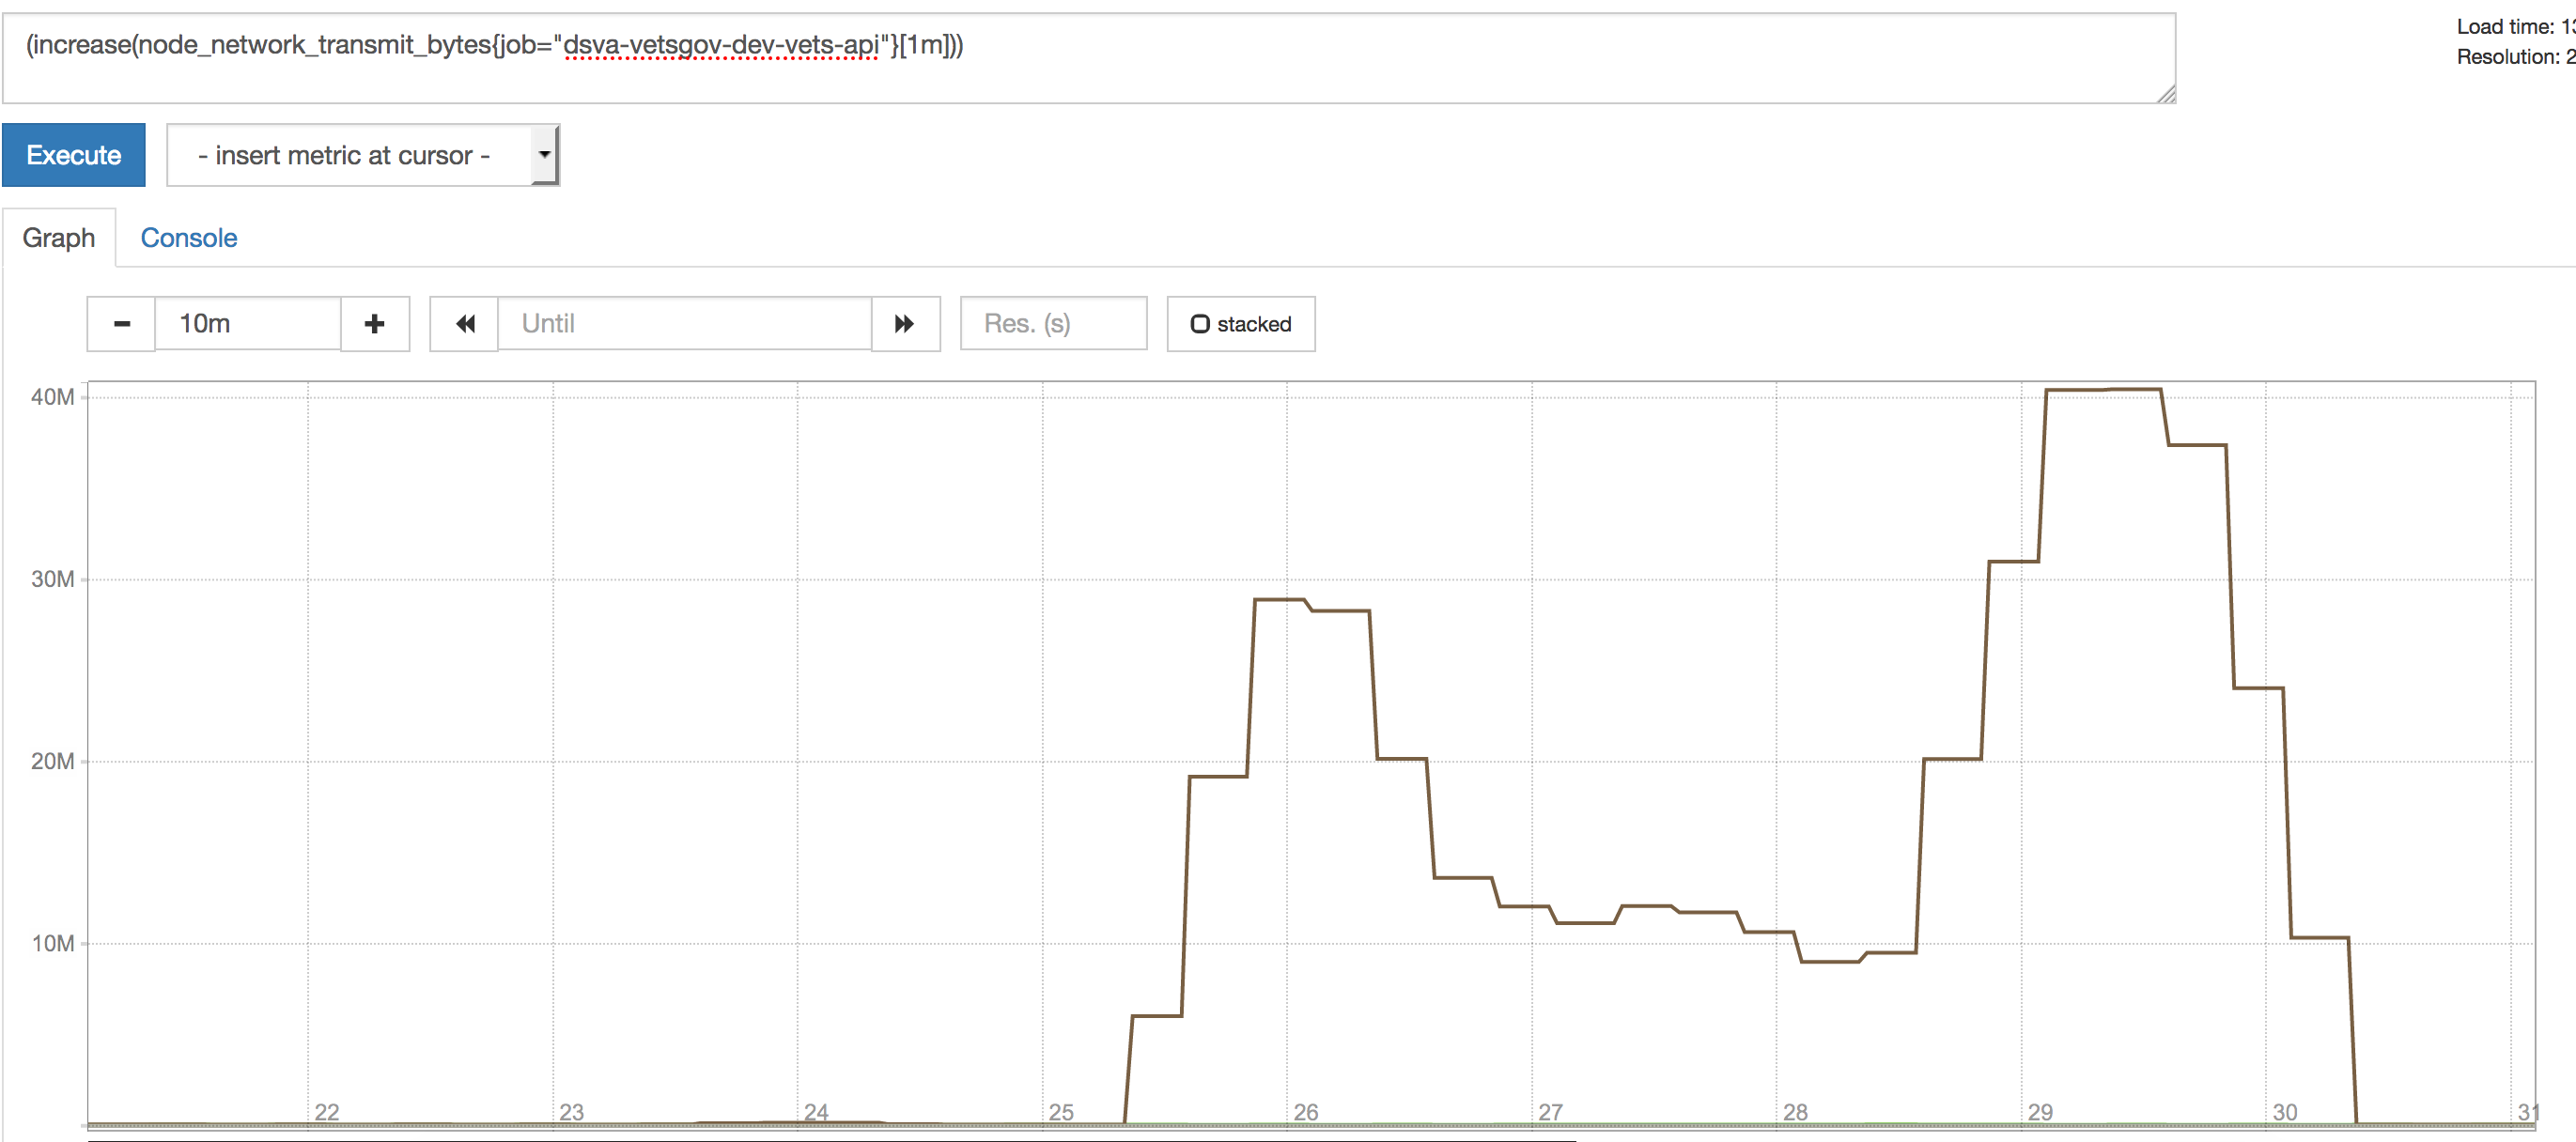 (increase(node_network_transmit_bytes{job="dsva-vetsgov-dev-vets-api"}[1m]))
Load time: 13
Resolution: 2
Execute
- insert metric at cursor -
Graph
Console
10m
Until
Res. (s)
stacked
40M
30M
20M
10M
22 23 24 25 26 27 28 29 30 31